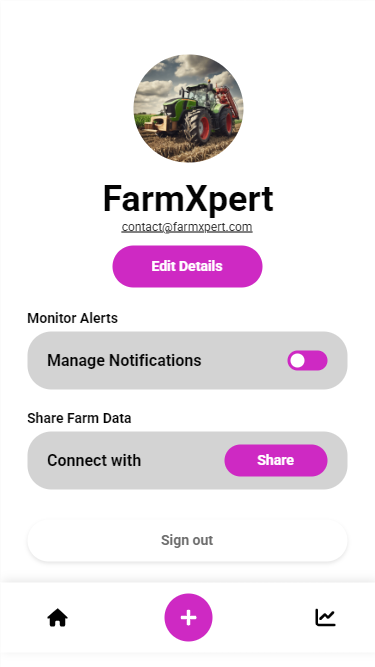 FarmXpert
contact@farmxpert.com
Edit Details
Monitor Alerts
Manage Notifications
Share Farm Data
Connect with
Share
Sign out